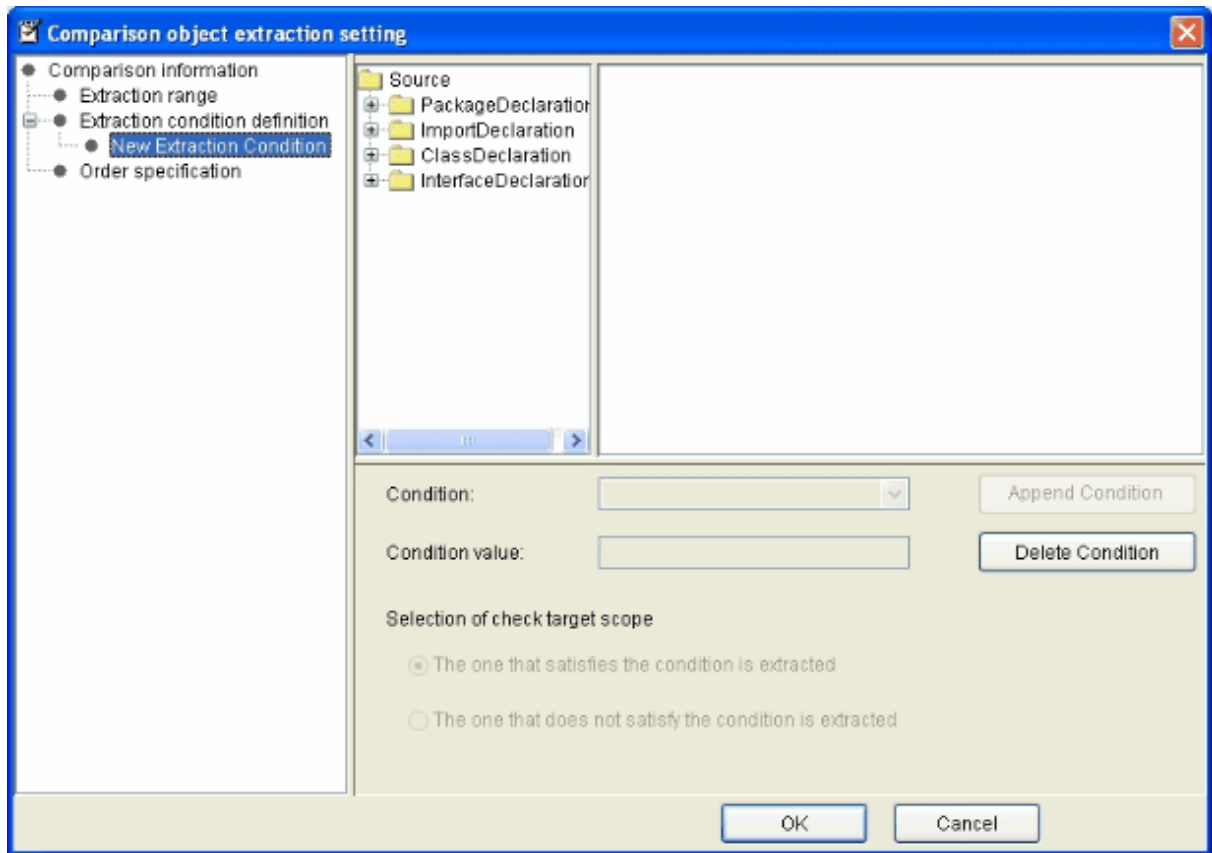 Comparison object extraction setting
Comparison information
Extraction range
Extraction condition definition
New Extraction Condition
Order specification
Source
PackageDeclaration
ImportDeclaration
ClassDeclaration
InterfaceDeclaration
Condition:
Append Condition
Condition value:
Delete Condition
Selection of check target scope
The one that satisfies the condition is extracted
The one that does not satisfy the condition is extracted
OK
Cancel